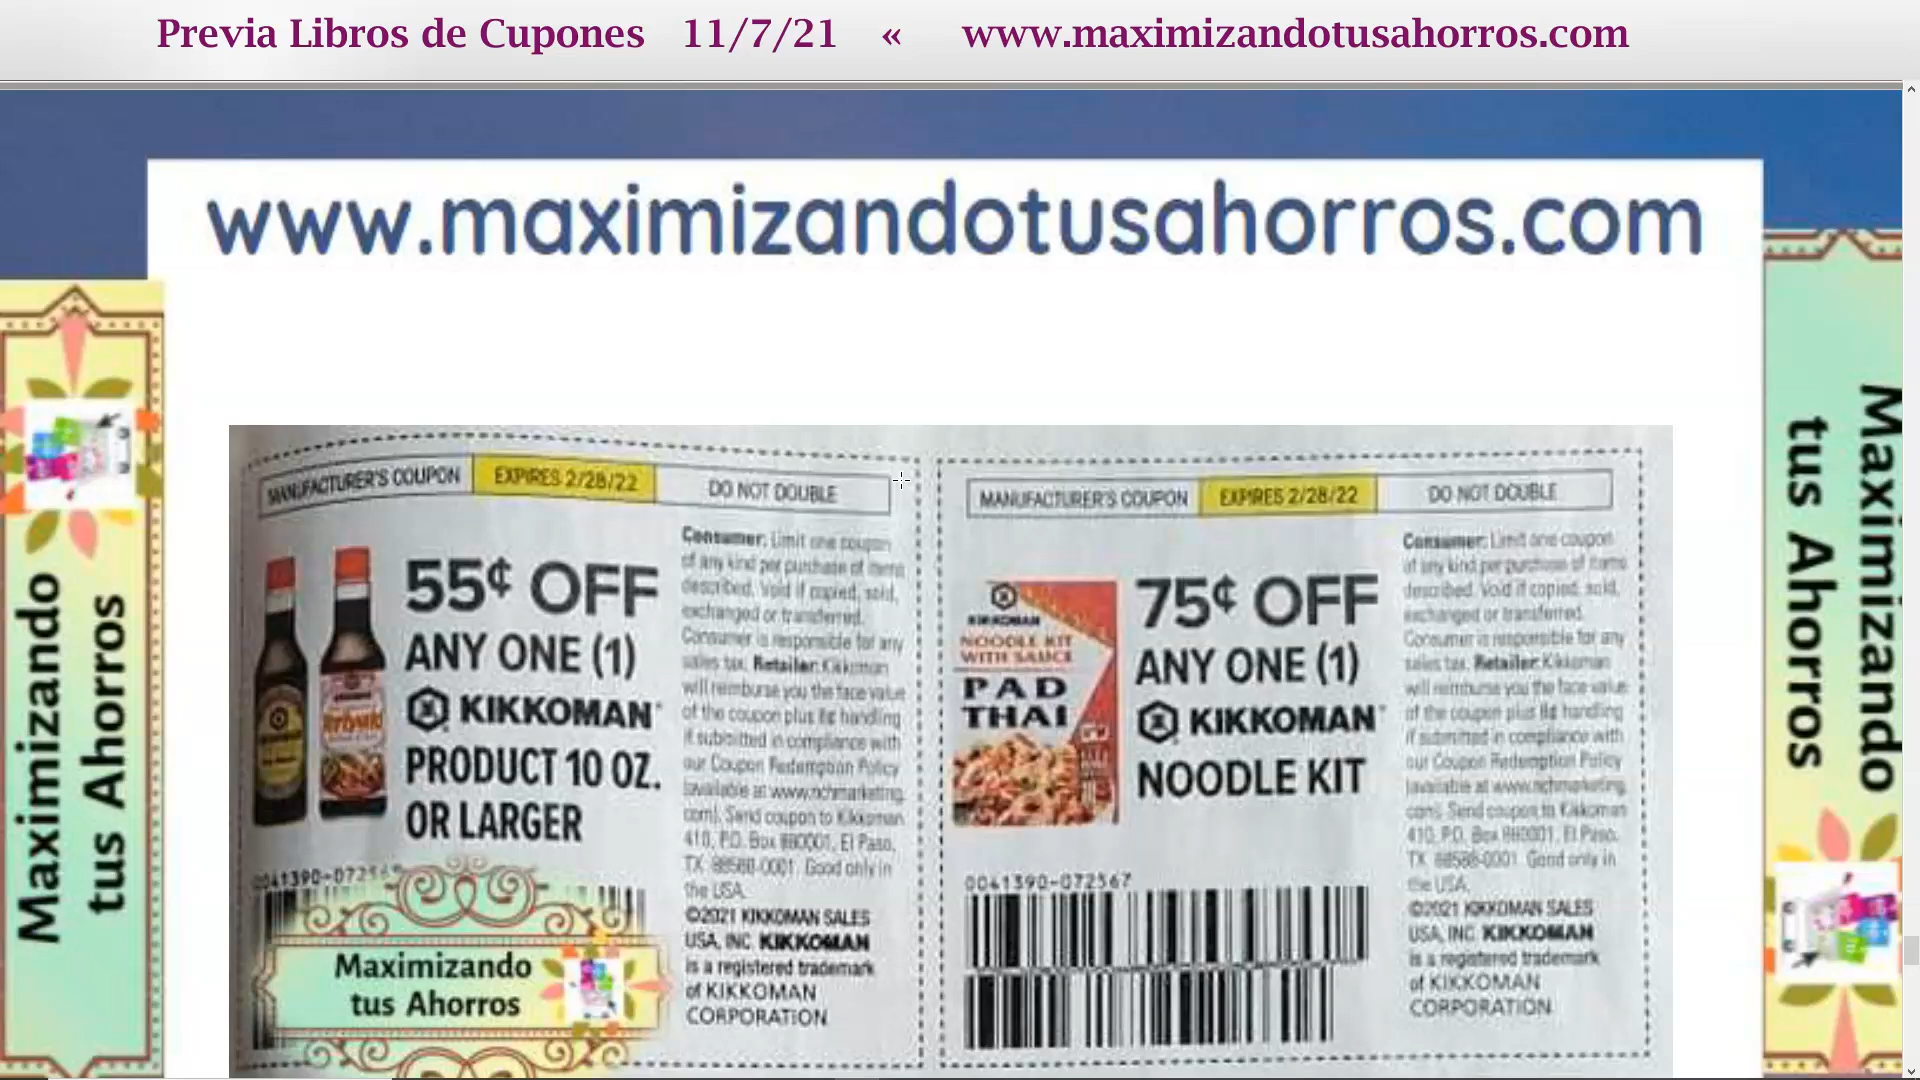 Previa Libros de Cupones 11/7/21 « www.maximizandotusahorros.com
www.maximizandotusahorros.com
Maximizando
tus Ahorros
MANUFACTURER'S COUPON EXPIRES 2/28/22 DO NOT DOUBLE
55¢ OFF
ANY ONE (1)
KIKKOMAN
PRODUCT 10 OZ.
OR LARGER
Consumer: Limit one coupon
of any kind per purchase of items
described. Void if copied, sold,
exchanged or transferred.
Consumer is responsible for any
sales tax. Retailer: Kikkoman
will reimburse you the face value
of the coupon plus 8¢ handling
if submitted in compliance with
our Coupon Redemption Policy
(available at www.nchmarketing.
com). Send coupon to Kikkoman
410, P.O. Box 880001, El Paso,
TX 88588-0001. Good only in
the USA.
©2021 KIKKOMAN SALES
USA, INC. KIKKOMAN
is a registered trademark
of KIKKOMAN
CORPORATION
Maximizando
tus Ahorros
MANUFACTURER'S COUPON EXPIRES 2/28/22 DO NOT DOUBLE
KIKKOMAN
NOODLE KIT
WITH SAUCE
PAD
THAI
75¢ OFF
ANY ONE (1)
KIKKOMAN
NOODLE KIT
0041390-072367
Consumer: Limit one coupon
of any kind per purchase of items
described. Void if copied, sold,
exchanged or transferred.
Consumer is responsible for any
sales tax. Retailer: Kikkoman
will reimburse you the face value
of the coupon plus 8¢ handling
if submitted in compliance with
our Coupon Redemption Policy
(available at www.nchmarketing.
com). Send coupon to Kikkoman
410, P.O. Box 880001, El Paso,
TX 88588-0001. Good only in
the USA.
©2021 KIKKOMAN SALES
USA, INC. KIKKOMAN
is a registered trademark
of KIKKOMAN
CORPORATION
Maximizando
tus Ahorros